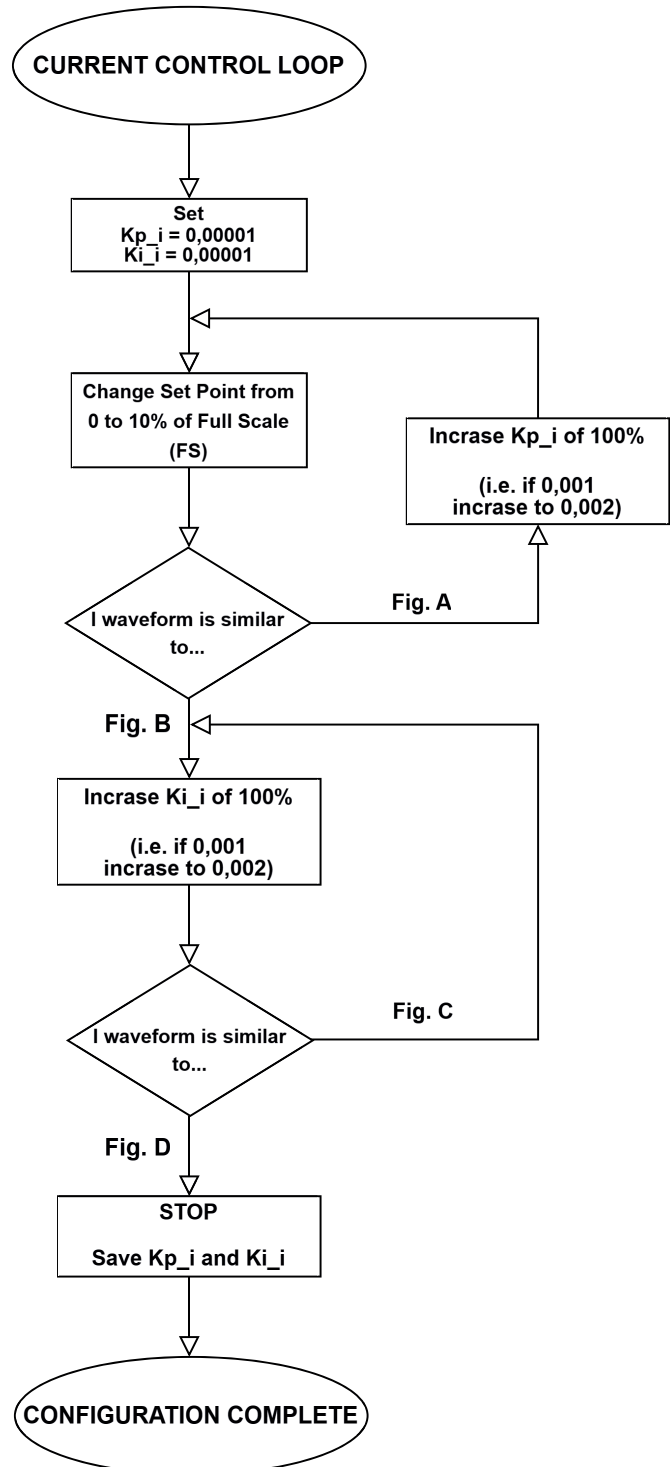 CURRENT CONTROL LOOP
Set
Kp_i = 0,00001
Ki_i = 0,00001
Change Set Point from
0 to 10% of Full Scale
(FS)
Incrase Kp_i of 100%
(i.e. if 0,001
incrase to 0,002)
I waveform is similar
to...
Fig. A
Fig. B
Incrase Ki_i of 100%
(i.e. if 0,001
incrase to 0,002)
I waveform is similar
to...
Fig. C
Fig. D
STOP
Save Kp_i and Ki_i
CONFIGURATION COMPLETE